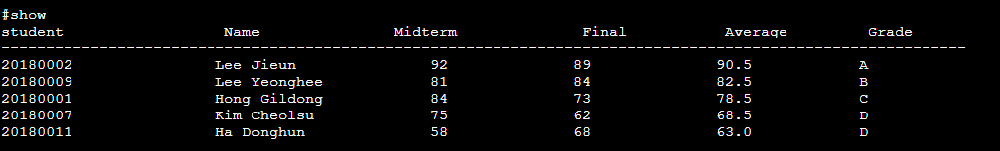 #show
student Name Midterm Final Average Grade
--------------------------------------------------------------------------------------------------------------
20180002 Lee Jieun 92 89 90.5 A
20180009 Lee Yeonghee 81 84 82.5 B
20180001 Hong Gildong 84 73 78.5 C
20180007 Kim Cheolsu 75 62 68.5 D
20180011 Ha Donghun 58 68 63.0 D